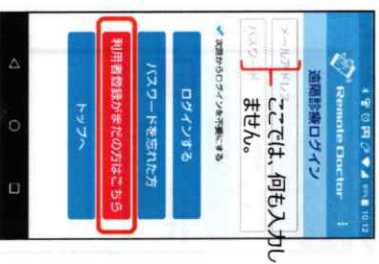 10:12
Remote Doctor
遠隔診療ログイン
メールアドレス
パスワード
ここでは、何も入力し
ません。
次回からログインを不要にする
ログインする
パスワードを忘れた方
利用者登録がまだの方はこちら
トップへ